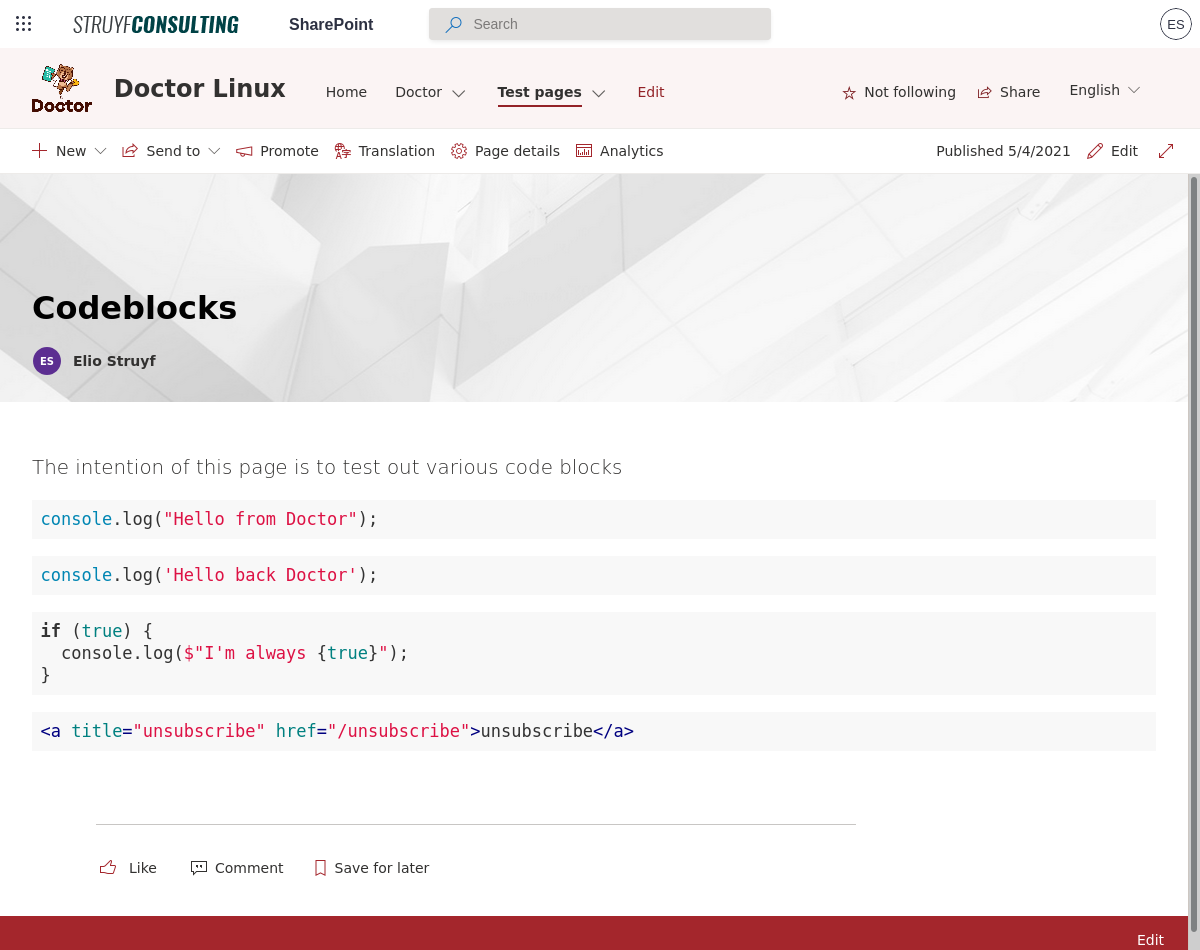 STRUYFCONSULTING SharePoint Search ES
Doctor Doctor Linux Home Doctor Test pages Edit Not following Share English
New Send to Promote Translation Page details Analytics Published 5/4/2021 Edit
Codeblocks
ES Elio Struyf
The intention of this page is to test out various code blocks
console.log("Hello from Doctor");
console.log('Hello back Doctor');
if (true) {
  console.log($"I'm always {true}");
}
<a title="unsubscribe" href="/unsubscribe">unsubscribe</a>
Like Comment Save for later
Edit